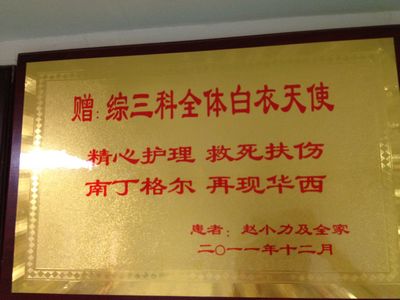 赠:综三科全体白衣天使
精心护理 救死扶伤
南丁格尔 再现华西
患者:赵小力及全家
二〇一一年十二月